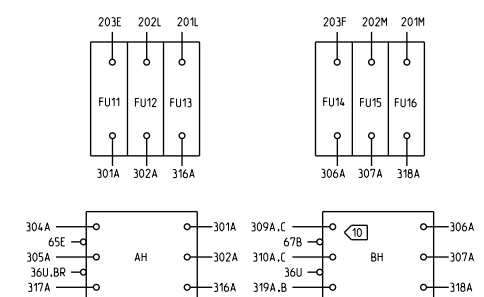 203E 202L 201L 203F 202M 201M
FU11 FU12 FU13 FU14 FU15 FU16
301A 302A 316A 306A 307A 318A
304A 301A 309A.C 10 306A
65E 67B
305A AH 302A 310A.C BH 307A
36U.BR 36U
317A 316A 319A.B 318A